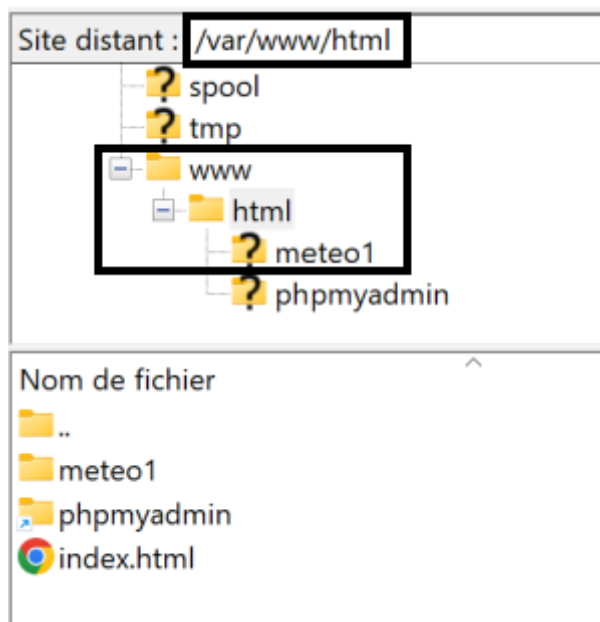 Site distant : /var/www/html
spool
tmp
www
html
meteo1
phpmyadmin
Nom de fichier
..
meteo1
phpmyadmin
index.html